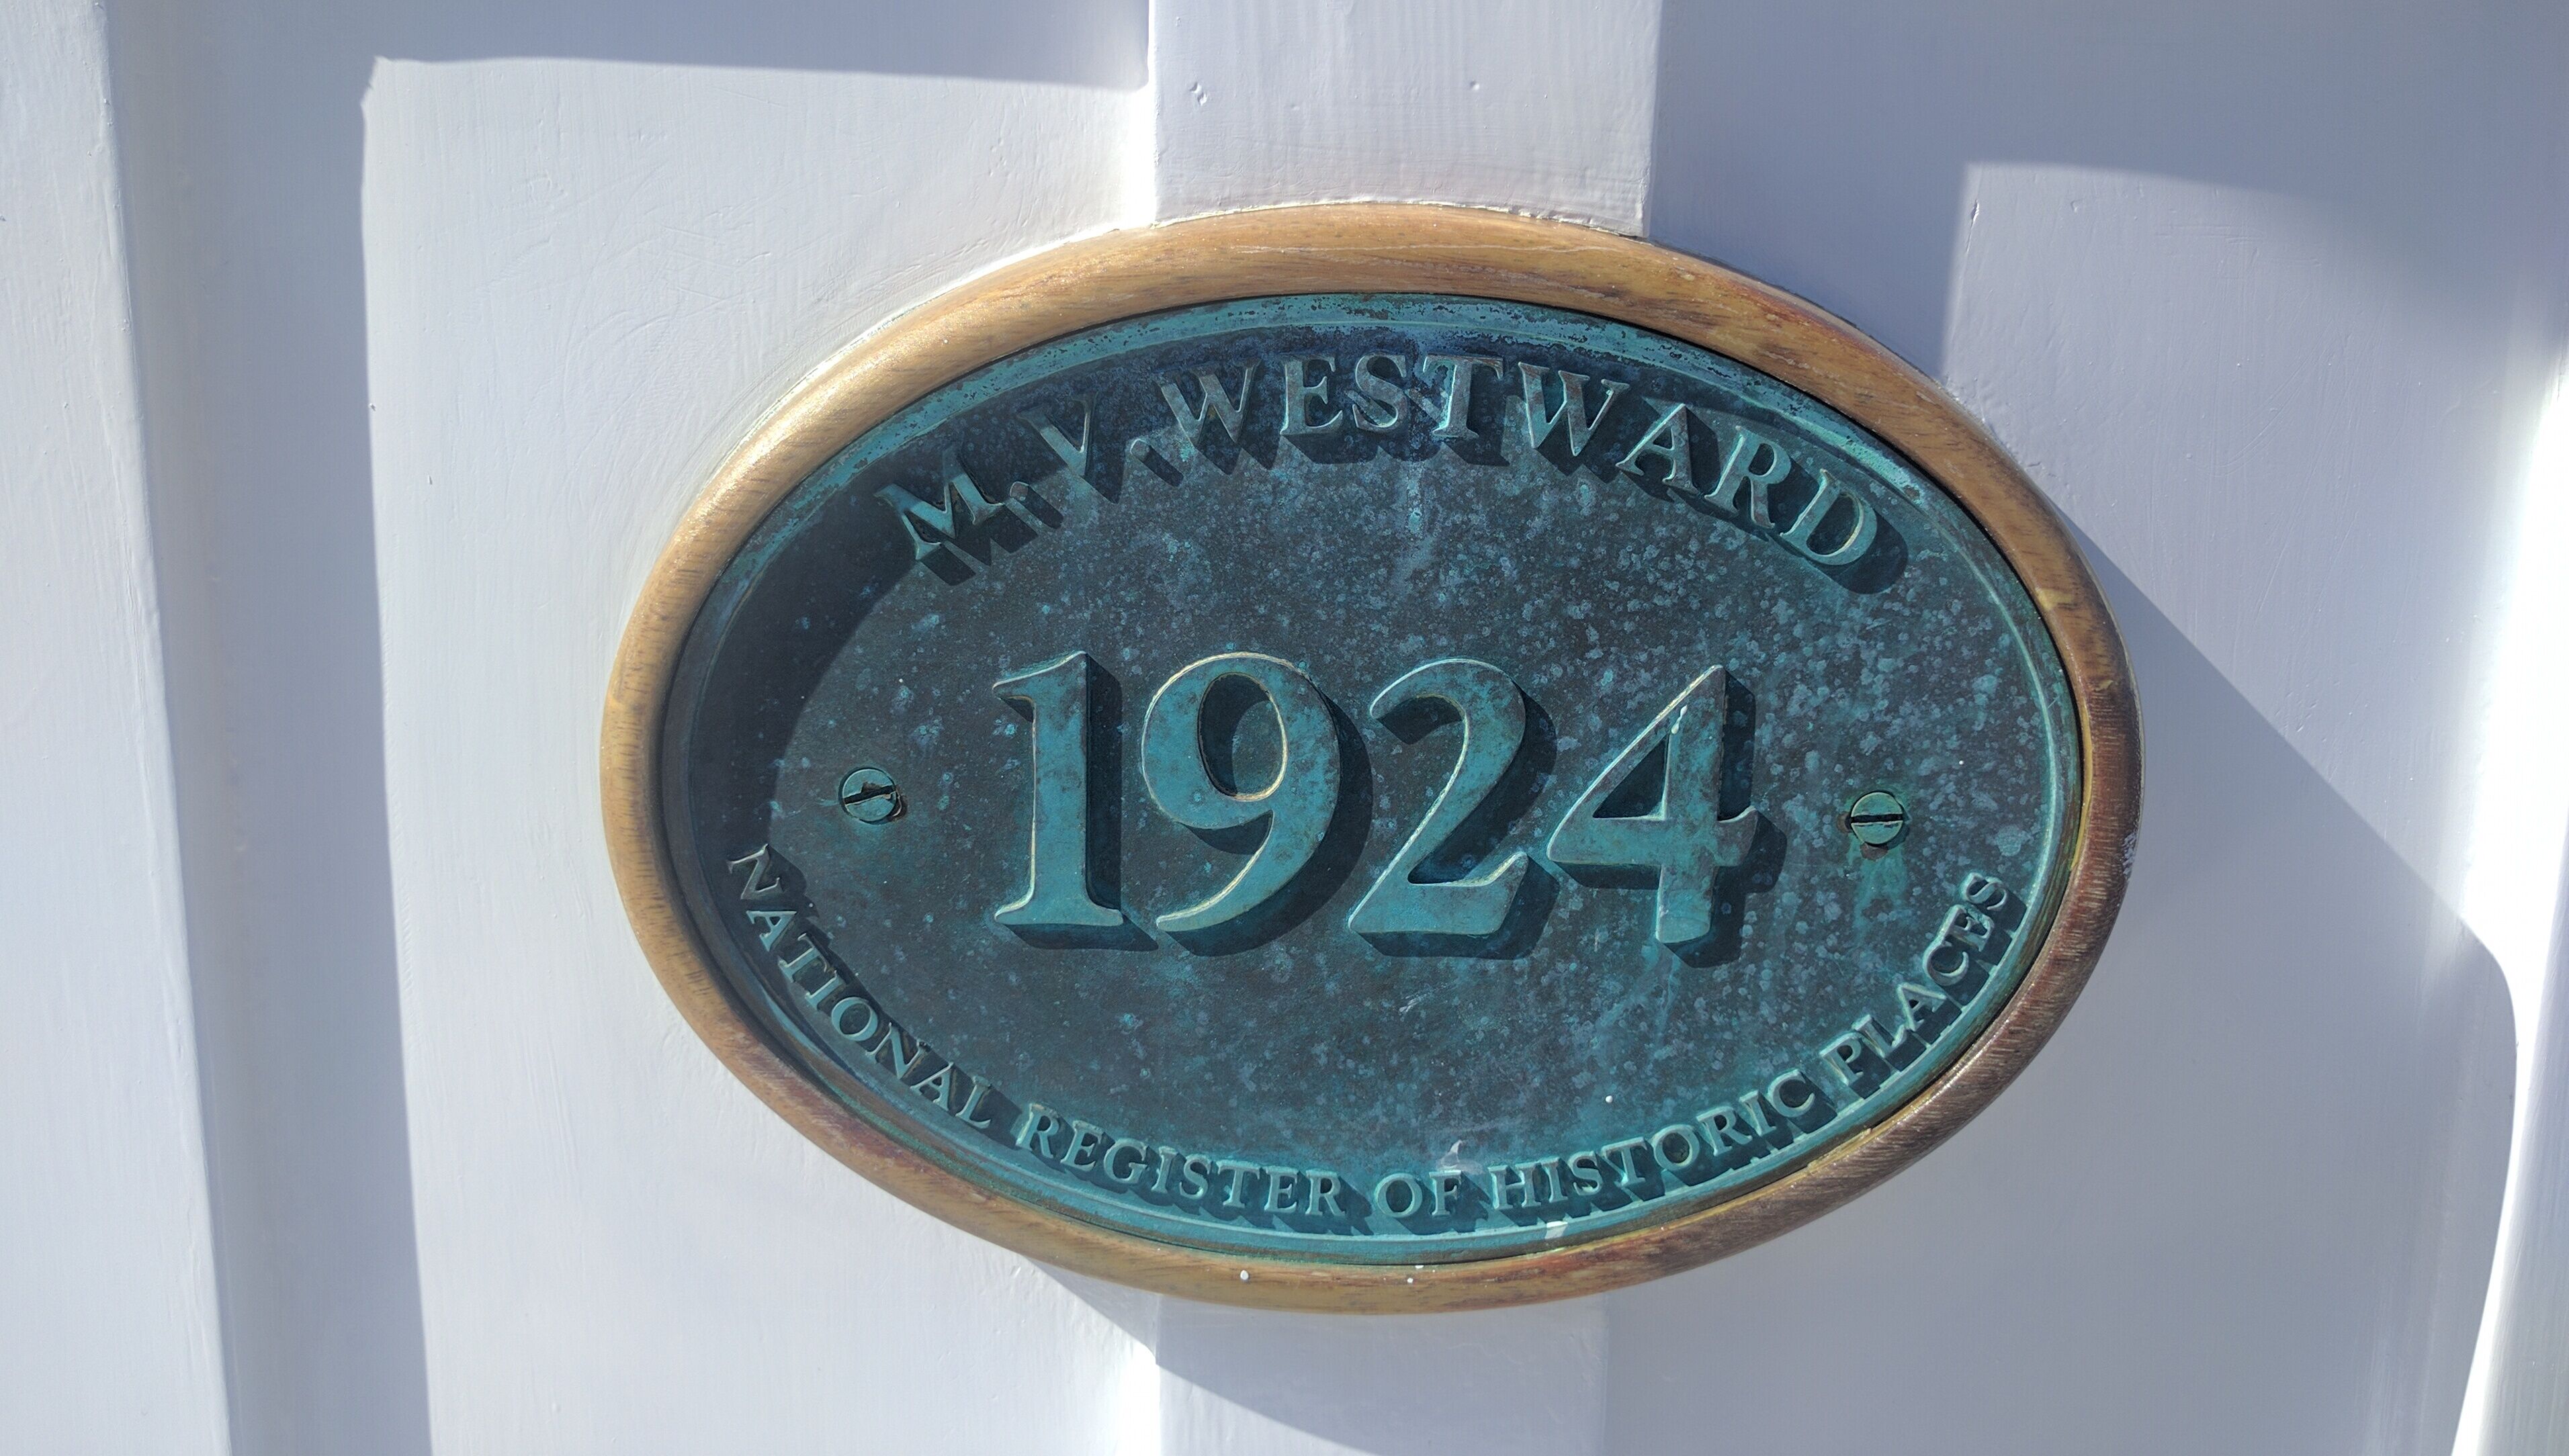 M.V.WESTWARD
1924
NATIONAL REGISTER OF HISTORIC PLACES